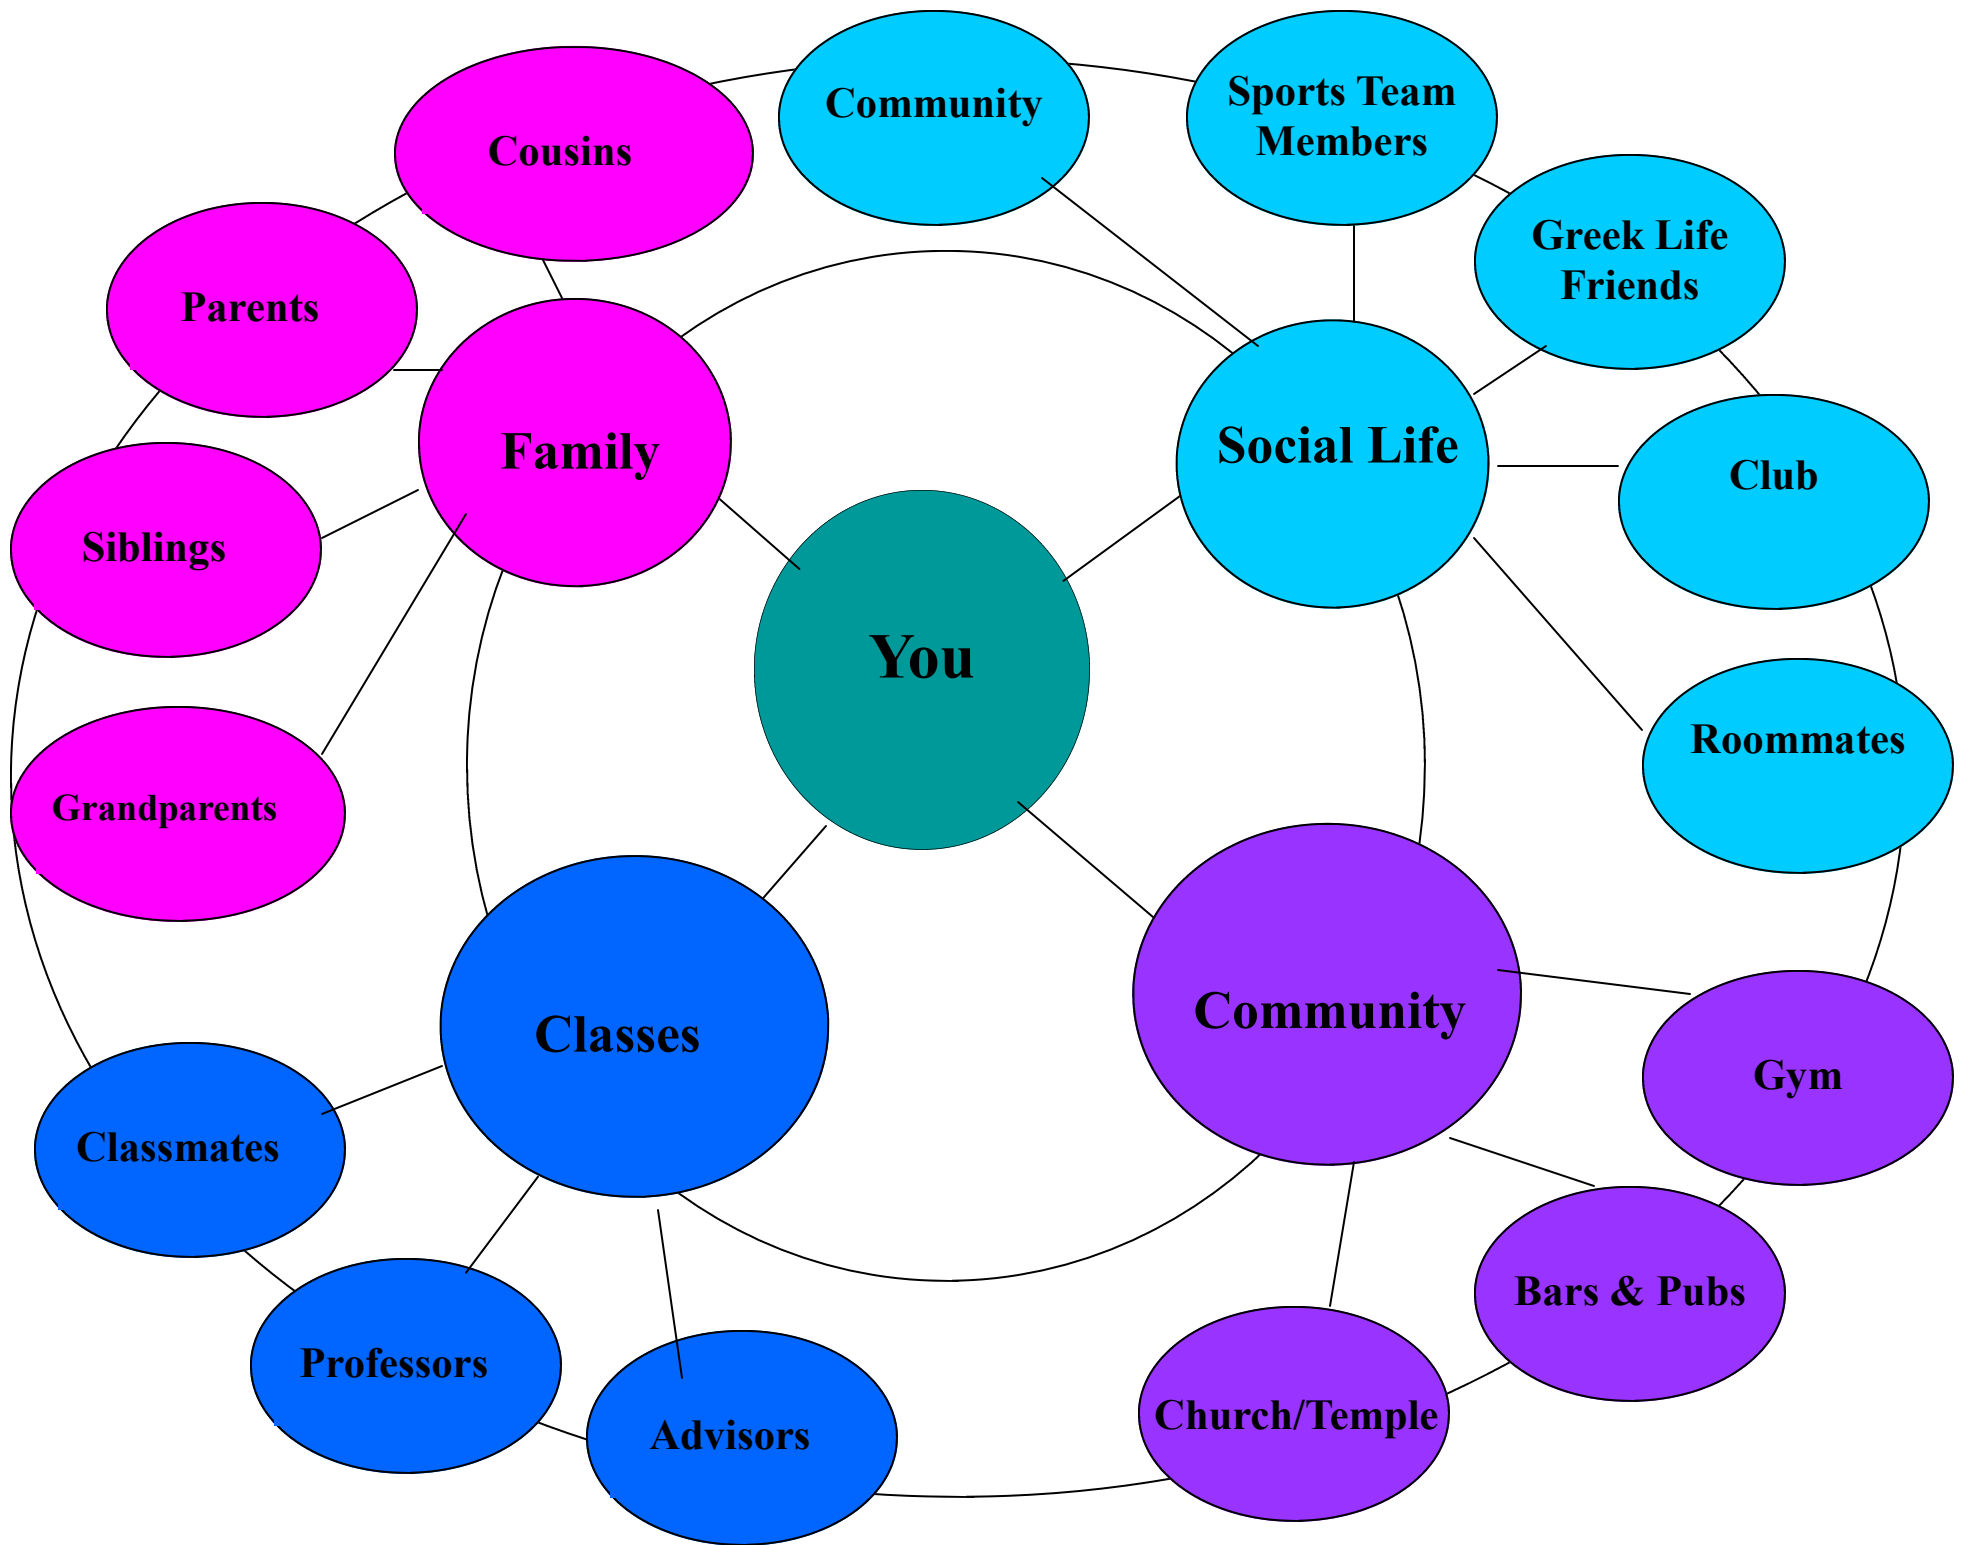 Community
Sports Team
Members
Cousins
Greek Life
Friends
Parents
Family
Social Life
Club
Siblings
You
Roommates
Grandparents
Classes
Community
Gym
Classmates
Bars & Pubs
Professors
Church/Temple
Advisors